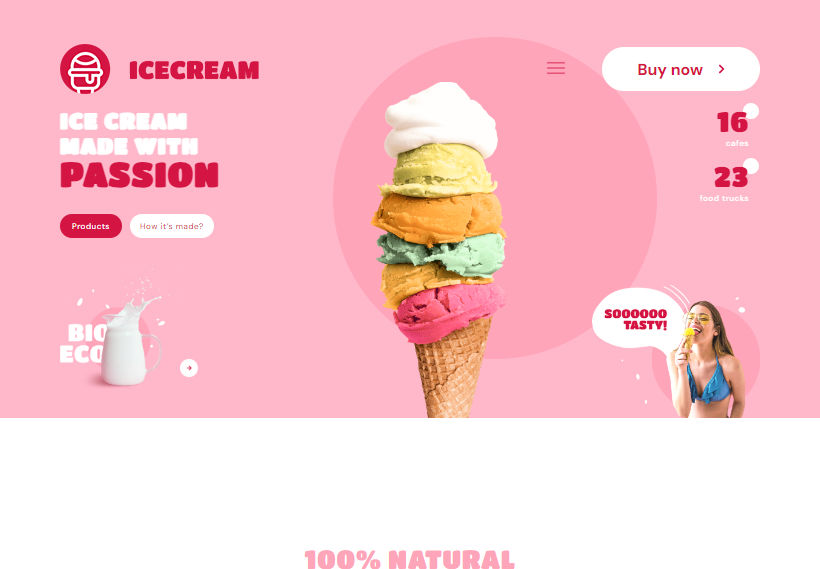 ICECREAM
Buy now
ICE CREAM
MADE WITH
PASSION
16
cafes
23
food trucks
Products
How it's made?
BIO
ECO
SOOOOOO
TASTY!
100% NATURAL